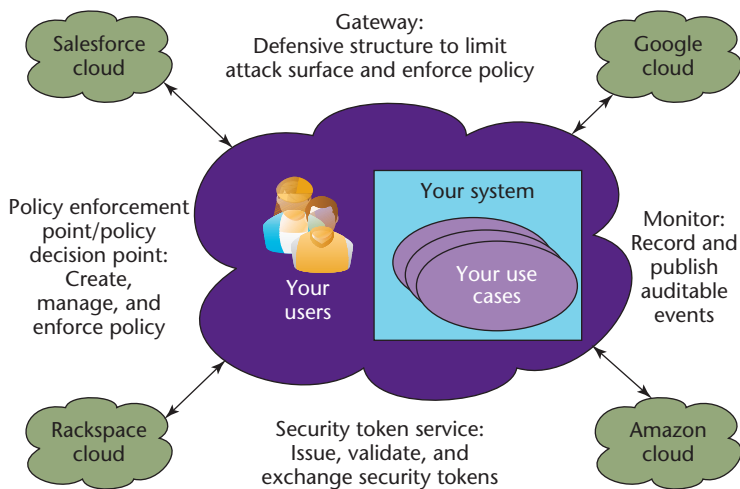 Salesforce
cloud
Gateway:
Defensive structure to limit
attack surface and enforce policy
Google
cloud
Policy enforcement
point/policy
decision point:
Create,
manage, and
enforce policy
Your
users
Your system
Your use
cases
Monitor:
Record and
publish
auditable
events
Rackspace
cloud
Security token service:
Issue, validate, and
exchange security tokens
Amazon
cloud